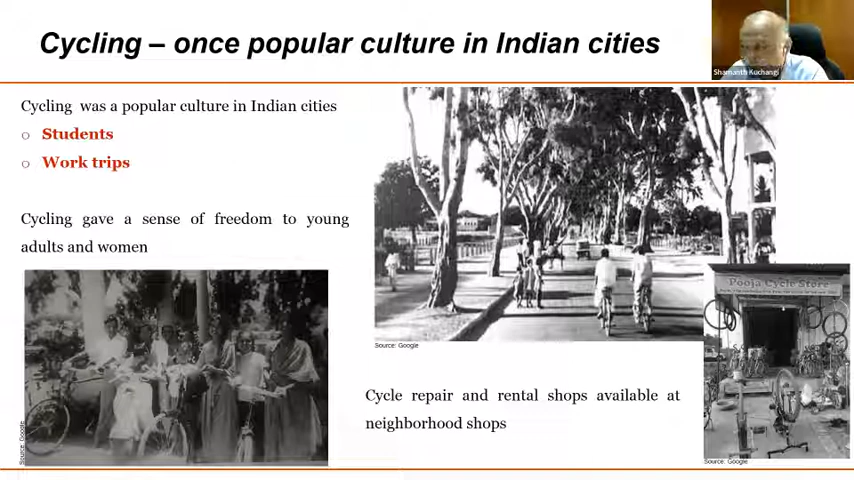 Cycling – once popular culture in Indian cities
Shamanth Kuchangi
Cycling was a popular culture in Indian cities
o Students
o Work trips
Cycling gave a sense of freedom to young
adults and women
Source: Google
Source: Google
Pooja Cycle Store
Cycle repair and rental shops available at
neighborhood shops
Source: Google